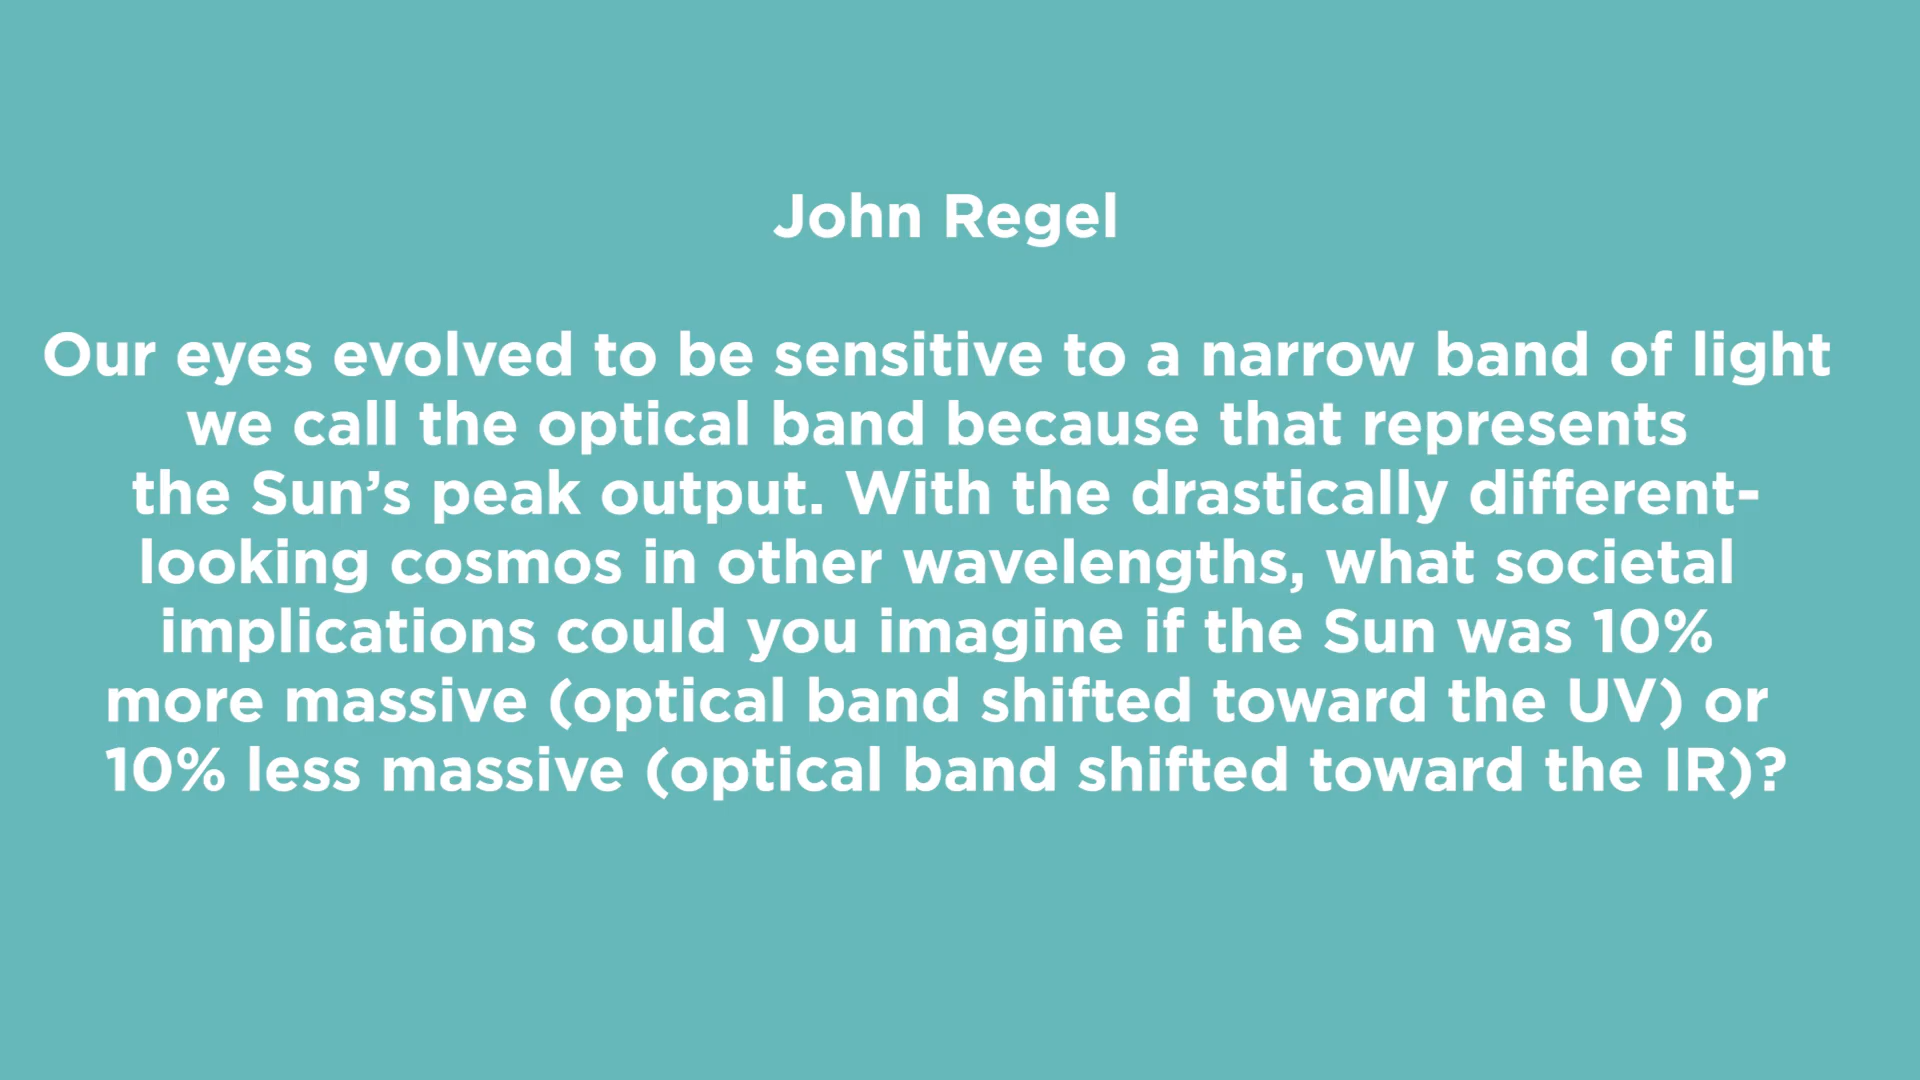 John Regel
Our eyes evolved to be sensitive to a narrow band of light
we call the optical band because that represents
the Sun’s peak output. With the drastically different-
looking cosmos in other wavelengths, what societal
implications could you imagine if the Sun was 10%
more massive (optical band shifted toward the UV) or
10% less massive (optical band shifted toward the IR)?